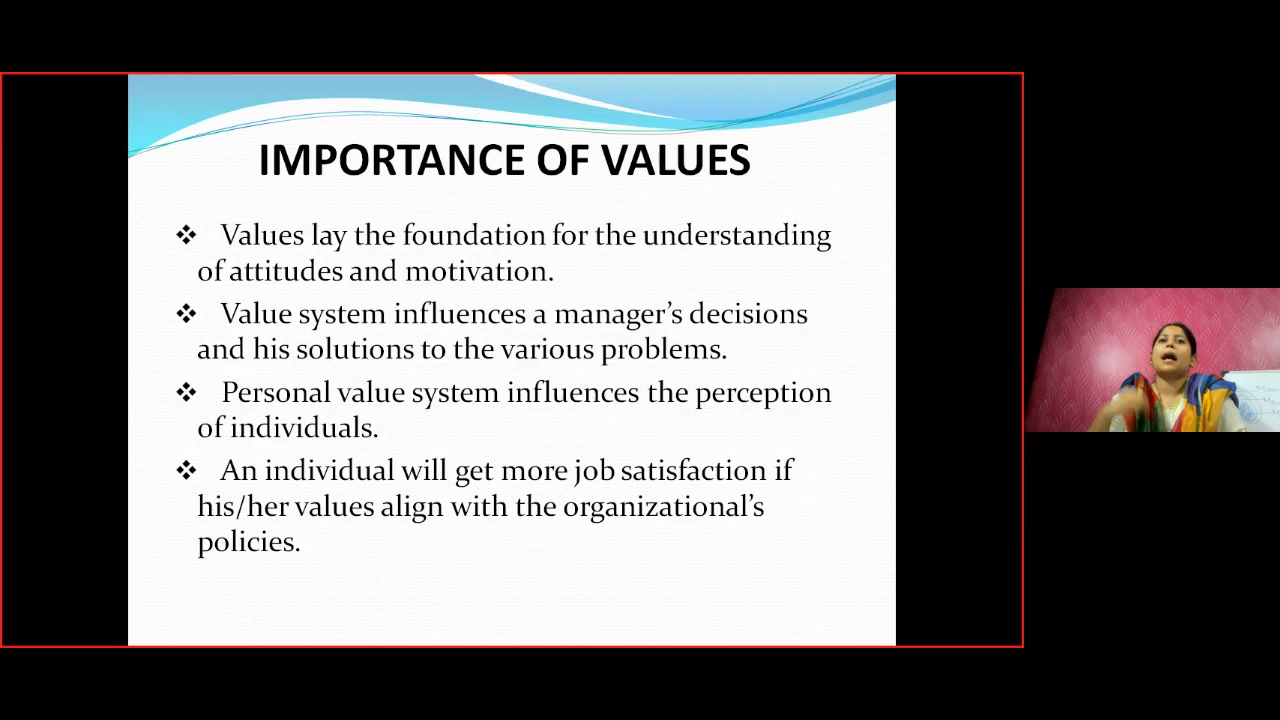 IMPORTANCE OF VALUES
❖ Values lay the foundation for the understanding
of attitudes and motivation.
❖ Value system influences a manager’s decisions
and his solutions to the various problems.
❖ Personal value system influences the perception
of individuals.
❖ An individual will get more job satisfaction if
his/her values align with the organizational’s
policies.